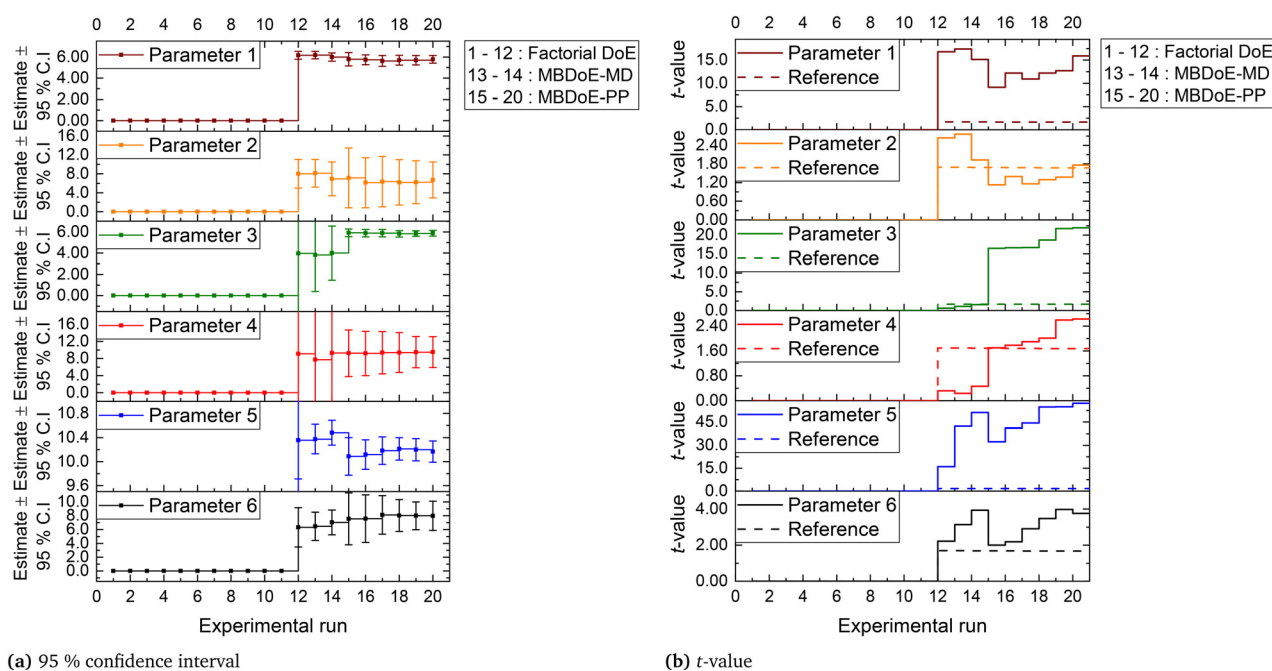 0 2 4 6 8 10 12 14 16 18 20
Estimate ± Estimate ± Estimate ± Estimate ± Estimate ± Estimate ±
95 % C.I 95 % C.I 95 % C.I 95 % C.I 95 % C.I 95 % C.I
6.00
4.00
2.00
0.00
Parameter 1
16.0
12.0
8.0
4.0
0.0
Parameter 2
6.00
4.00
2.00
0.00
Parameter 3
16.0
12.0
8.0
4.0
0.0
Parameter 4
10.8
10.4
10.0
9.6
Parameter 5
10.0
8.0
6.0
4.0
2.0
0.0
Parameter 6
0 2 4 6 8 10 12 14 16 18 20
Experimental run
1 - 12 : Factorial DoE
13 - 14 : MBDoE-MD
15 - 20 : MBDoE-PP
(a) 95 % confidence interval
0 2 4 6 8 10 12 14 16 18 20
t-value
15.0
10.0
5.0
0.0
Parameter 1
Reference
t-value
2.40
1.80
1.20
0.60
0.00
Parameter 2
Reference
t-value
20.0
15.0
10.0
5.0
0.0
Parameter 3
Reference
t-value
2.40
1.60
0.80
0.00
Parameter 4
Reference
t-value
45.0
30.0
15.0
0.0
Parameter 5
Reference
t-value
4.00
2.00
0.00
Parameter 6
Reference
0 2 4 6 8 10 12 14 16 18 20
Experimental run
1 - 12 : Factorial DoE
13 - 14 : MBDoE-MD
15 - 20 : MBDoE-PP
(b) t-value